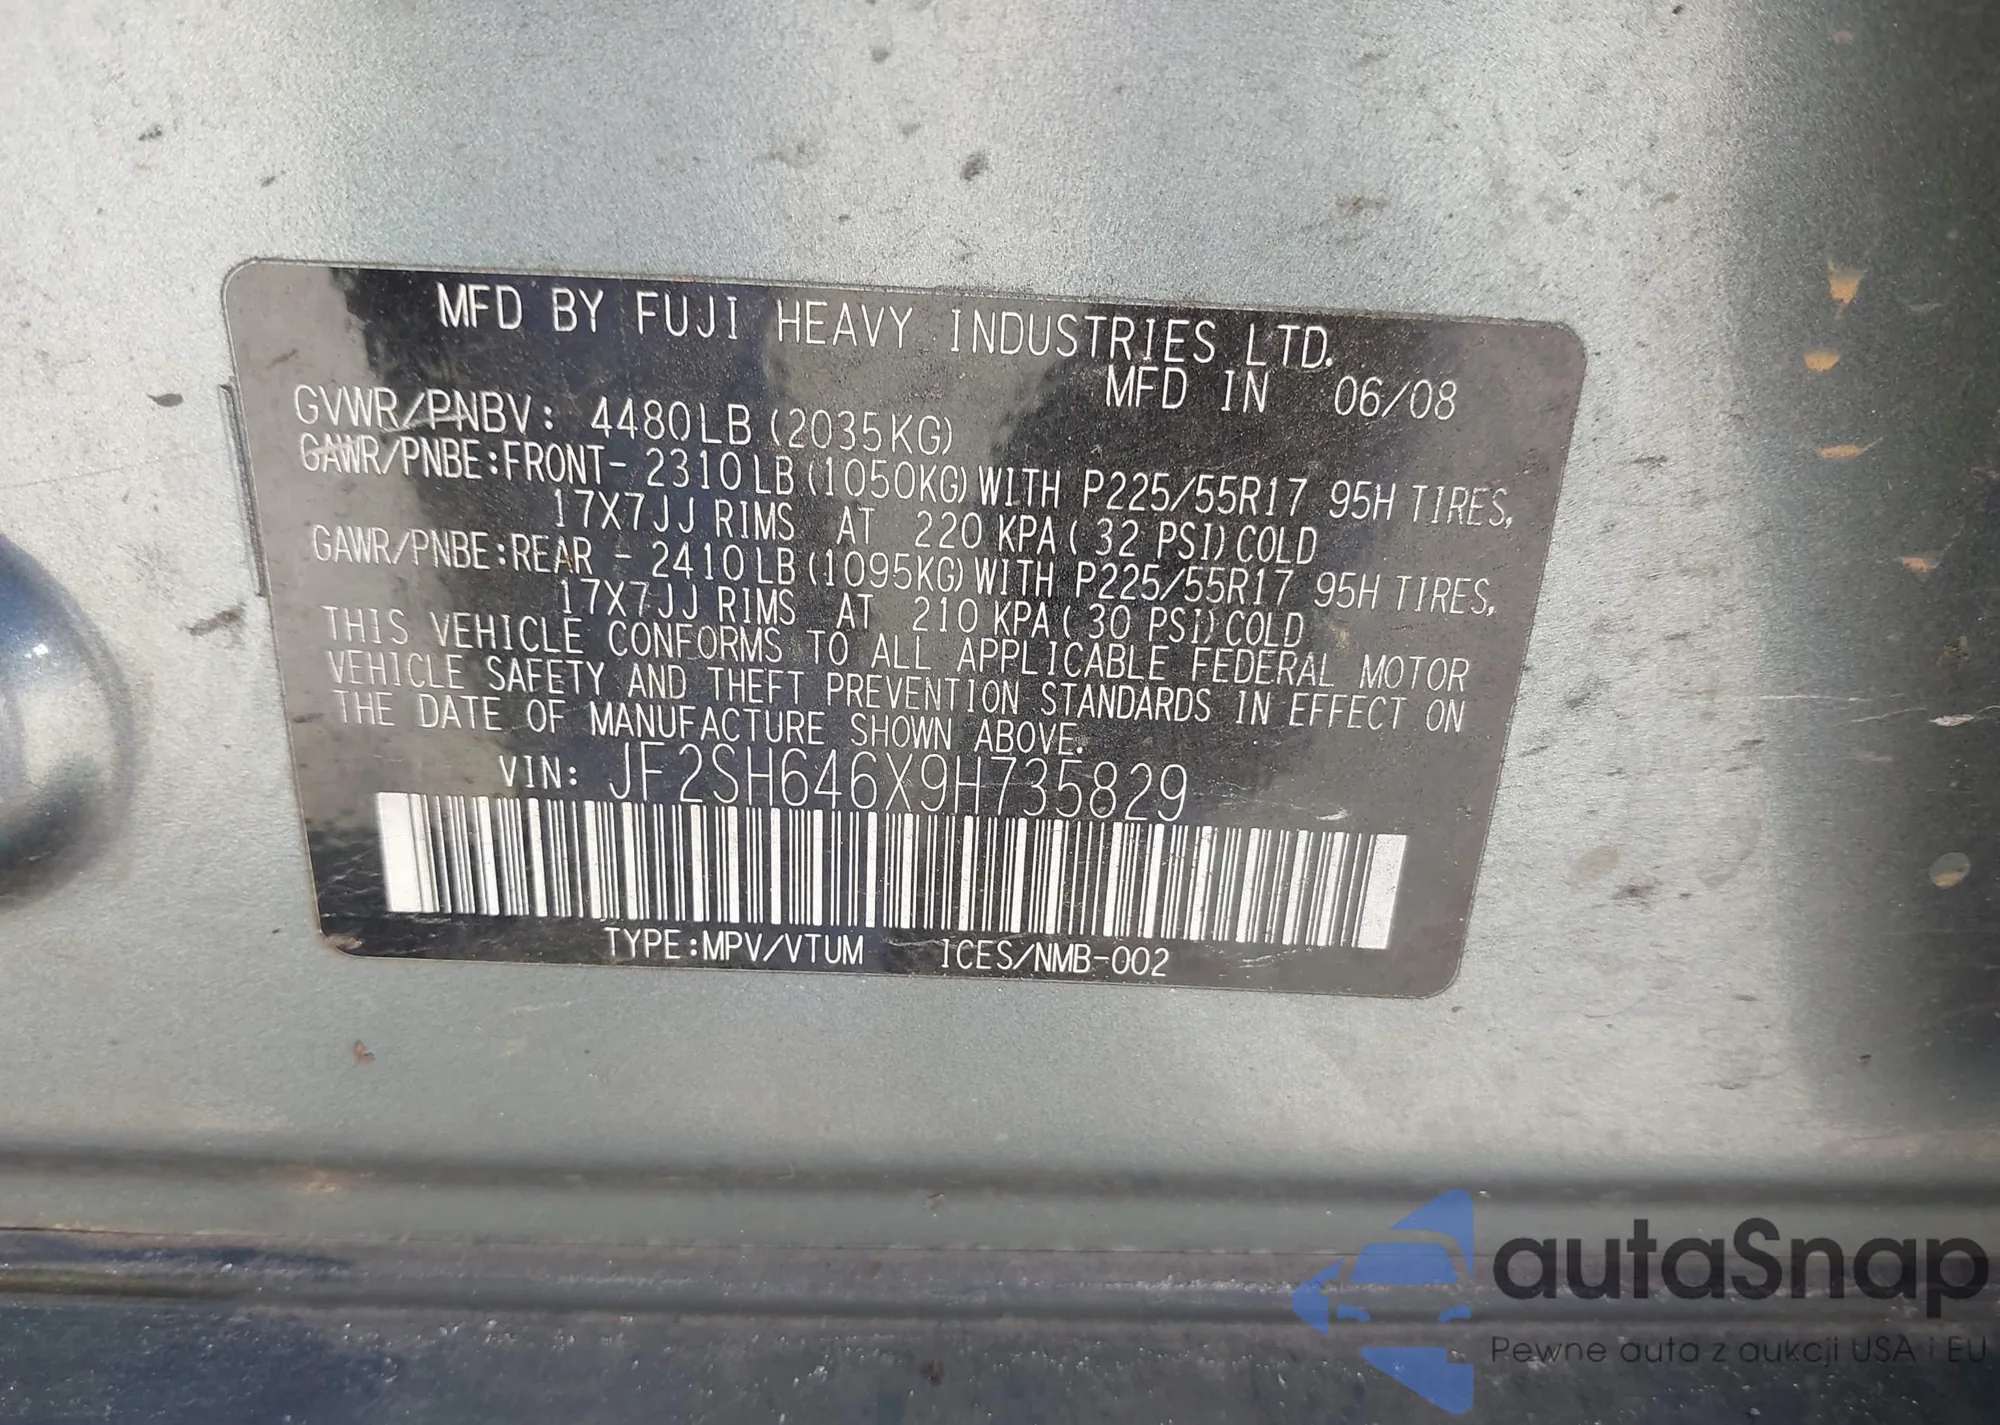 MFD BY FUJI HEAVY INDUSTRIES LTD.
MFD IN 06/08
GVWR/PNBV: 4480LB (2035KG)
GAWR/PNBE:FRONT- 2310LB (1050KG) WITH P225/55R17 95H TIRES,
17X7JJ RIMS AT 220 KPA ( 32 PSI) COLD
GAWR/PNBE:REAR - 2410LB (1095KG) WITH P225/55R17 95H TIRES,
17X7JJ RIMS AT 210 KPA ( 30 PSI) COLD
THIS VEHICLE CONFORMS TO ALL APPLICABLE FEDERAL MOTOR
VEHICLE SAFETY AND THEFT PREVENTION STANDARDS IN EFFECT ON
THE DATE OF MANUFACTURE SHOWN ABOVE.
VIN: JF2SH646X9H735829
TYPE:MPV/VTUM ICES/NMB-002
autaSnap
Pewne auta z aukcji USA i EU